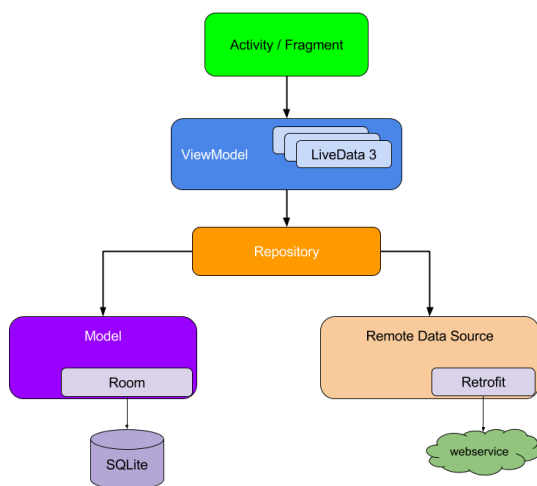 Activity / Fragment
ViewModel
LiveData 3
Repository
Model
Remote Data Source
Room
Retrofit
SQLite
webservice